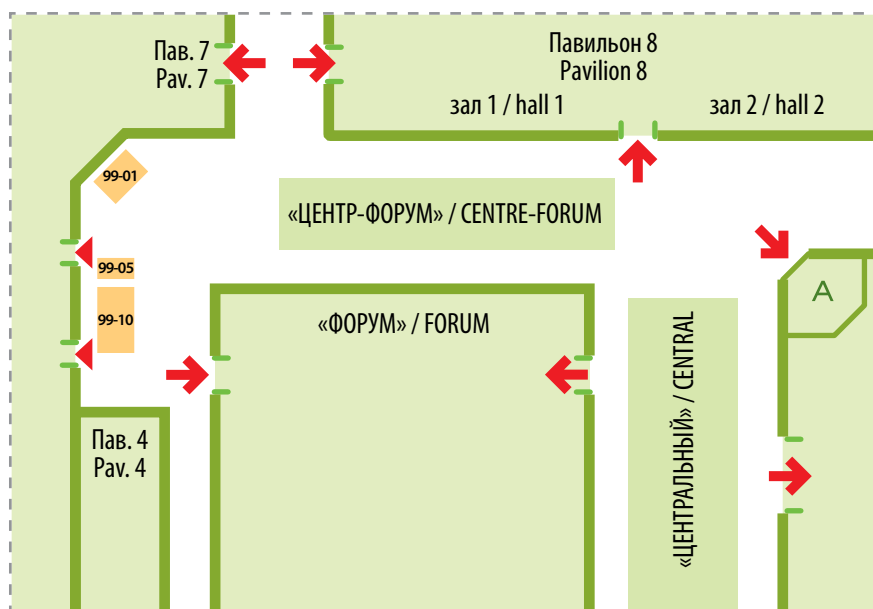 Пав. 7
Pav. 7
Павильон 8
Pavilion 8
зал 1 / hall 1
зал 2 / hall 2
99-01
«ЦЕНТР-ФОРУМ» / CENTRE-FORUM
99-05
99-10
«ФОРУМ» / FORUM
A
«ЦЕНТРАЛЬНЫЙ» / CENTRAL
Пав. 4
Pav. 4